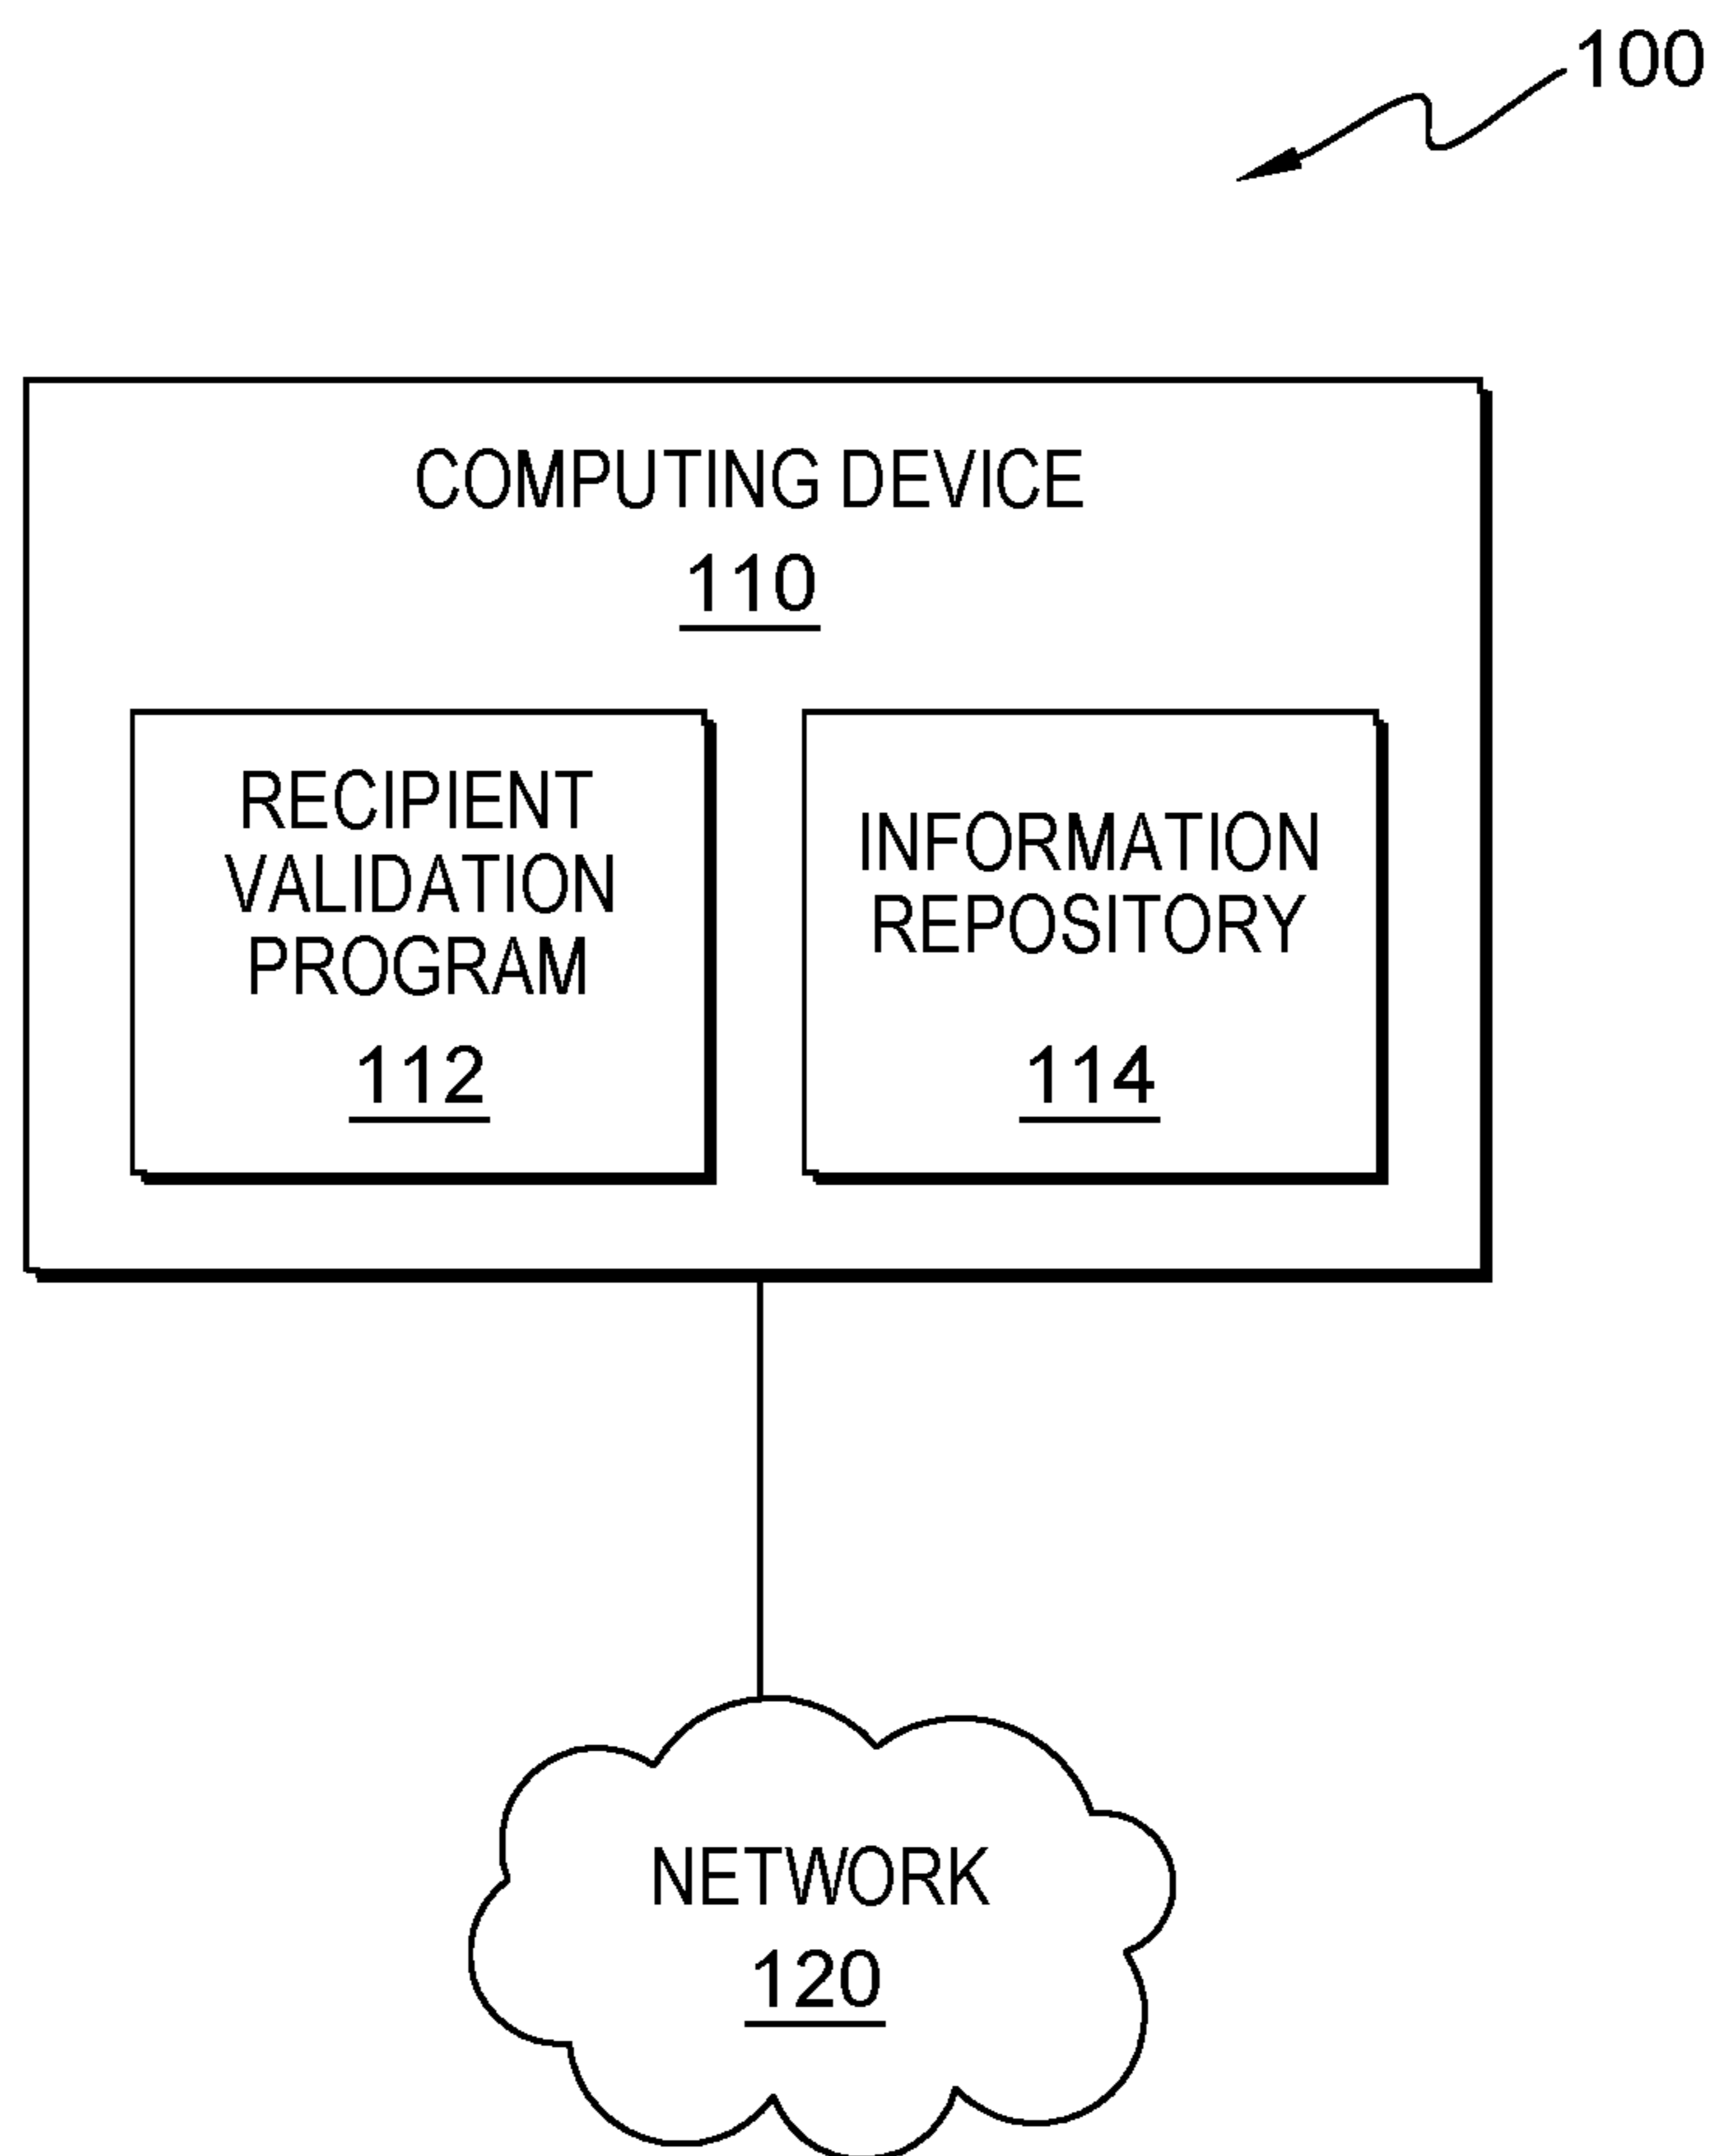 100
COMPUTING DEVICE
110
RECIPIENT
VALIDATION
PROGRAM
112
INFORMATION
REPOSITORY
114
NETWORK
120